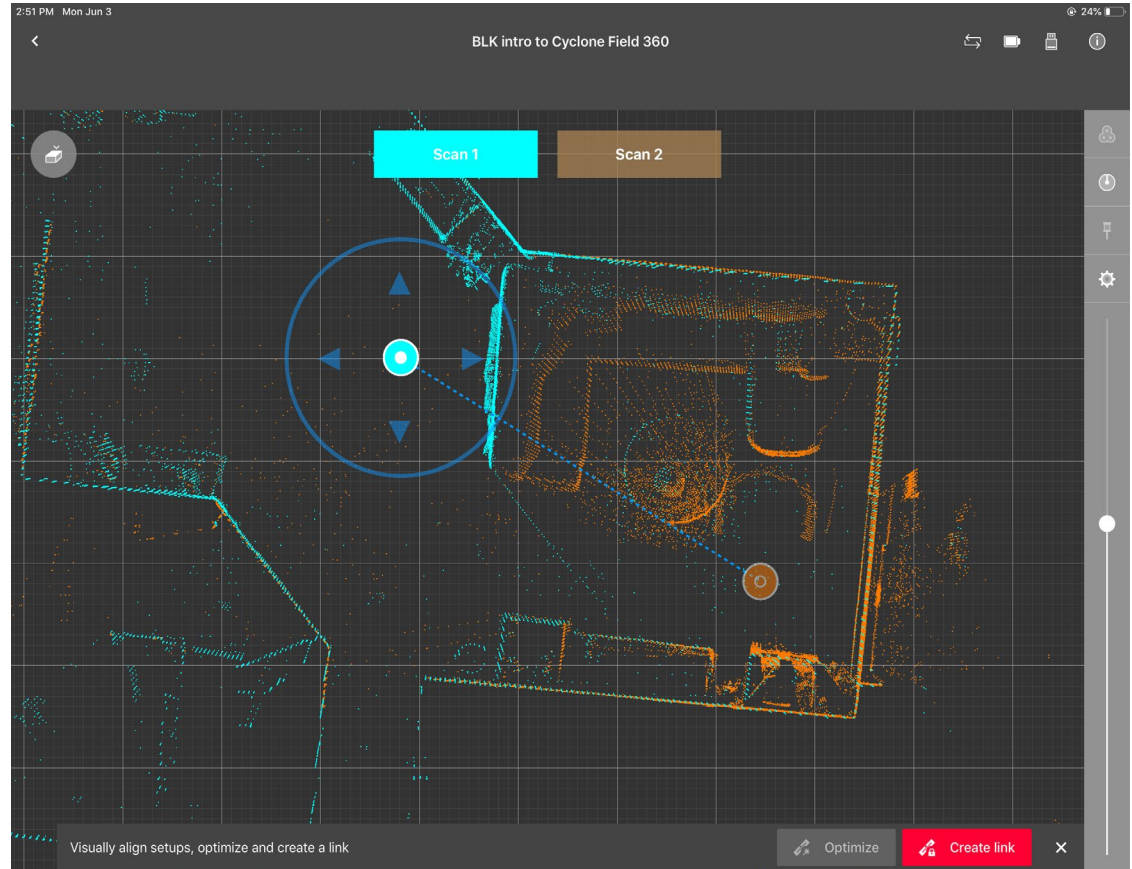 2:51 PM Mon Jun 3
24%
BLK intro to Cyclone Field 360
Scan 1
Scan 2
Visually align setups, optimize and create a link
Optimize
Create link